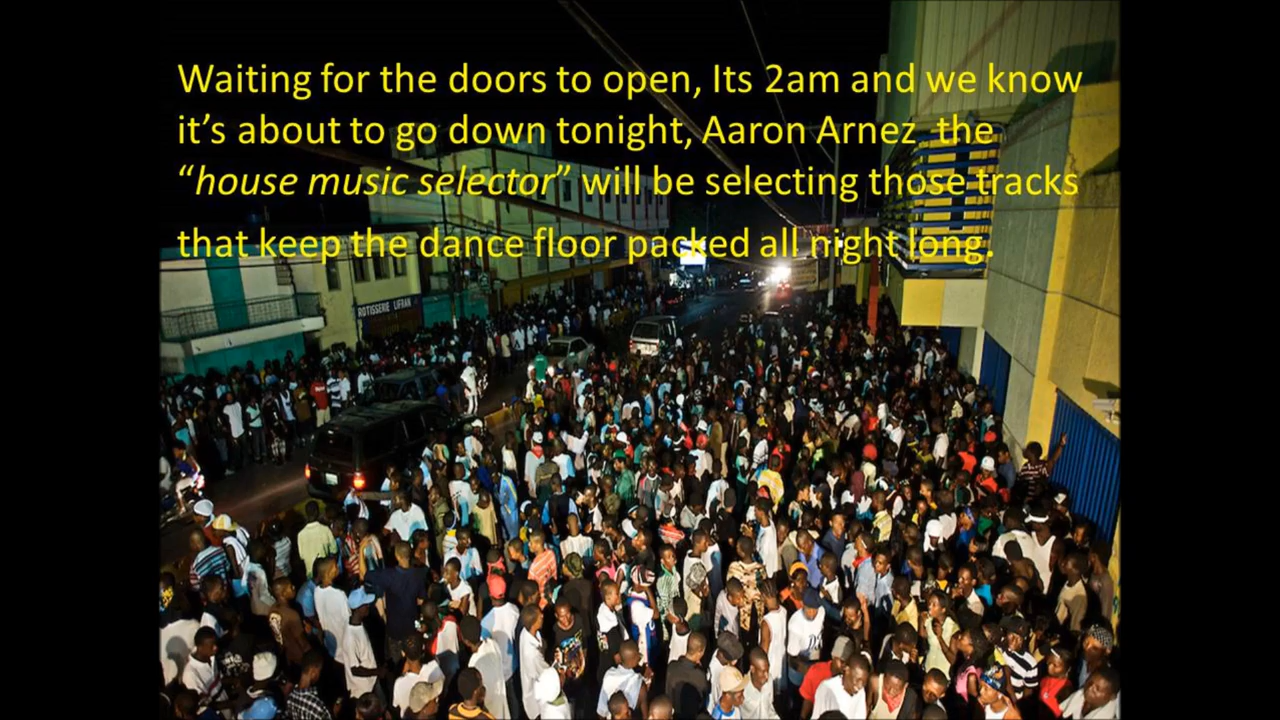 Waiting for the doors to open, Its 2am and we know
it’s about to go down tonight, Aaron Arnez  the
“house music selector” will be selecting those tracks
that keep the dance floor packed all night long.
ROTISSERIE LIFRAN